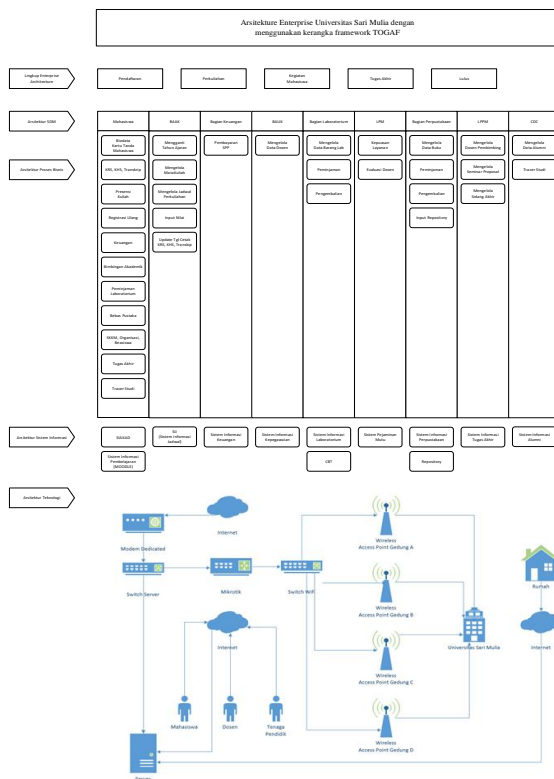 Arsitekture Enterprise Universitas Sari Mulia dengan
menggunakan kerangka framework TOGAF
Lingkup Enterprise
Architecture
Pendaftaran
Perkuliahan
Kegiatan
Mahasiswa
Tugas Akhir
Lulus
Arsitektur SDM
Mahasiswa
BAAK
Bagian Keuangan
BAUK
Bagian Laboratorium
LPM
Bagian Perpustakaan
LPPM
CDC
Arsitektur Proses Bisnis
Biodata
Kartu Tanda
Mahasiswa
KRS, KHS, Transkrip
Presensi
Kuliah
Registrasi Ulang
Keuangan
Bimbingan Akademik
Peminjaman
Laboratorium
Bebas Pustaka
Organisasi,
Beasiswa
Tugas Akhir
Tracer Studi
Mengganti
Tahun Ajaran
Mengelola
Matakuliah
Mengelola Jadwal
Perkuliahan
Input Nilai
Update Tgl Cetak
KRS, KHS, Transkrip
Pembayaran
SPP
Mengelola
Data Dosen
Mengelola
Data Barang Lab
Peminjaman
Pengembalian
Kepuasan
Layanan
Evaluasi Dosen
Mengelola
Data Buku
Peminjaman
Pengembalian
Input Repository
Mengelola
Dosen Pembimbing
Mengelola
Seminar Proposal
Mengelola
Sidang Akhir
Mengelola
Data Alumni
Tracer Studi
Arsitektur Sistem Informasi
SIAKAD
Sistem Informasi
Pembelajaran
(MOODLE)
SIJ
(Sistem Informasi
Jadwal)
Sistem Informasi
Keuangan
Sistem Informasi
Kepegawaian
Sistem Informasi
Laboratorium
CBT
Sistem Penjaminan
Mutu
Sistem Informasi
Perpustakaan
Repository
Sistem Informasi
Tugas Akhir
Sistem Informasi
Alumni
Arsitektur Teknologi
Internet
Modem Dedicated
Switch Server
Mikrotik
Switch Wifi
Internet
Mahasiswa
Dosen
Tenaga
Pendidik
Server
Wireless
Access Point Gedung A
Wireless
Access Point Gedung B
Wireless
Access Point Gedung C
Wireless
Access Point Gedung D
Universitas Sari Mulia
Rumah
Internet